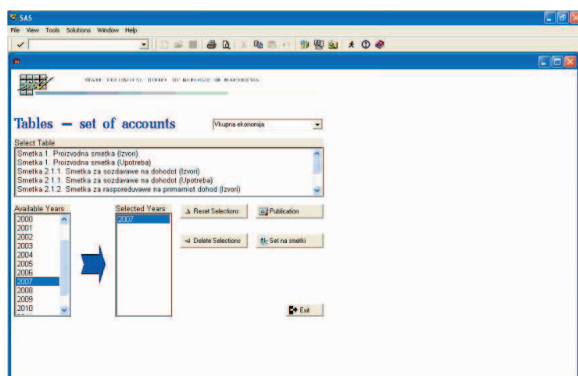 SAS
File View Tools Solutions Window Help
Tables – set of accounts
Vkupna ekonomija
Select Table
Smetka 1. Proizvodna smetka (Izvori)
Smetka 1. Proizvodna smetka (Upotreba)
Smetka 2.1.1. Smetka za sozdavawe na dohodot (Izvori)
Smetka 2.1.1. Smetka za sozdavawe na dohodot (Upotreba)
Smetka 2.1.2. Smetka za rasporeduvawe na primarniot dohod (Izvori)
Available Years
Selected Years
Reset Selections
Publication
2000
2001
2002
2003
2004
2005
2006
2007
2008
2009
2010
2007
Delete Selections
Set na smetki
Exit